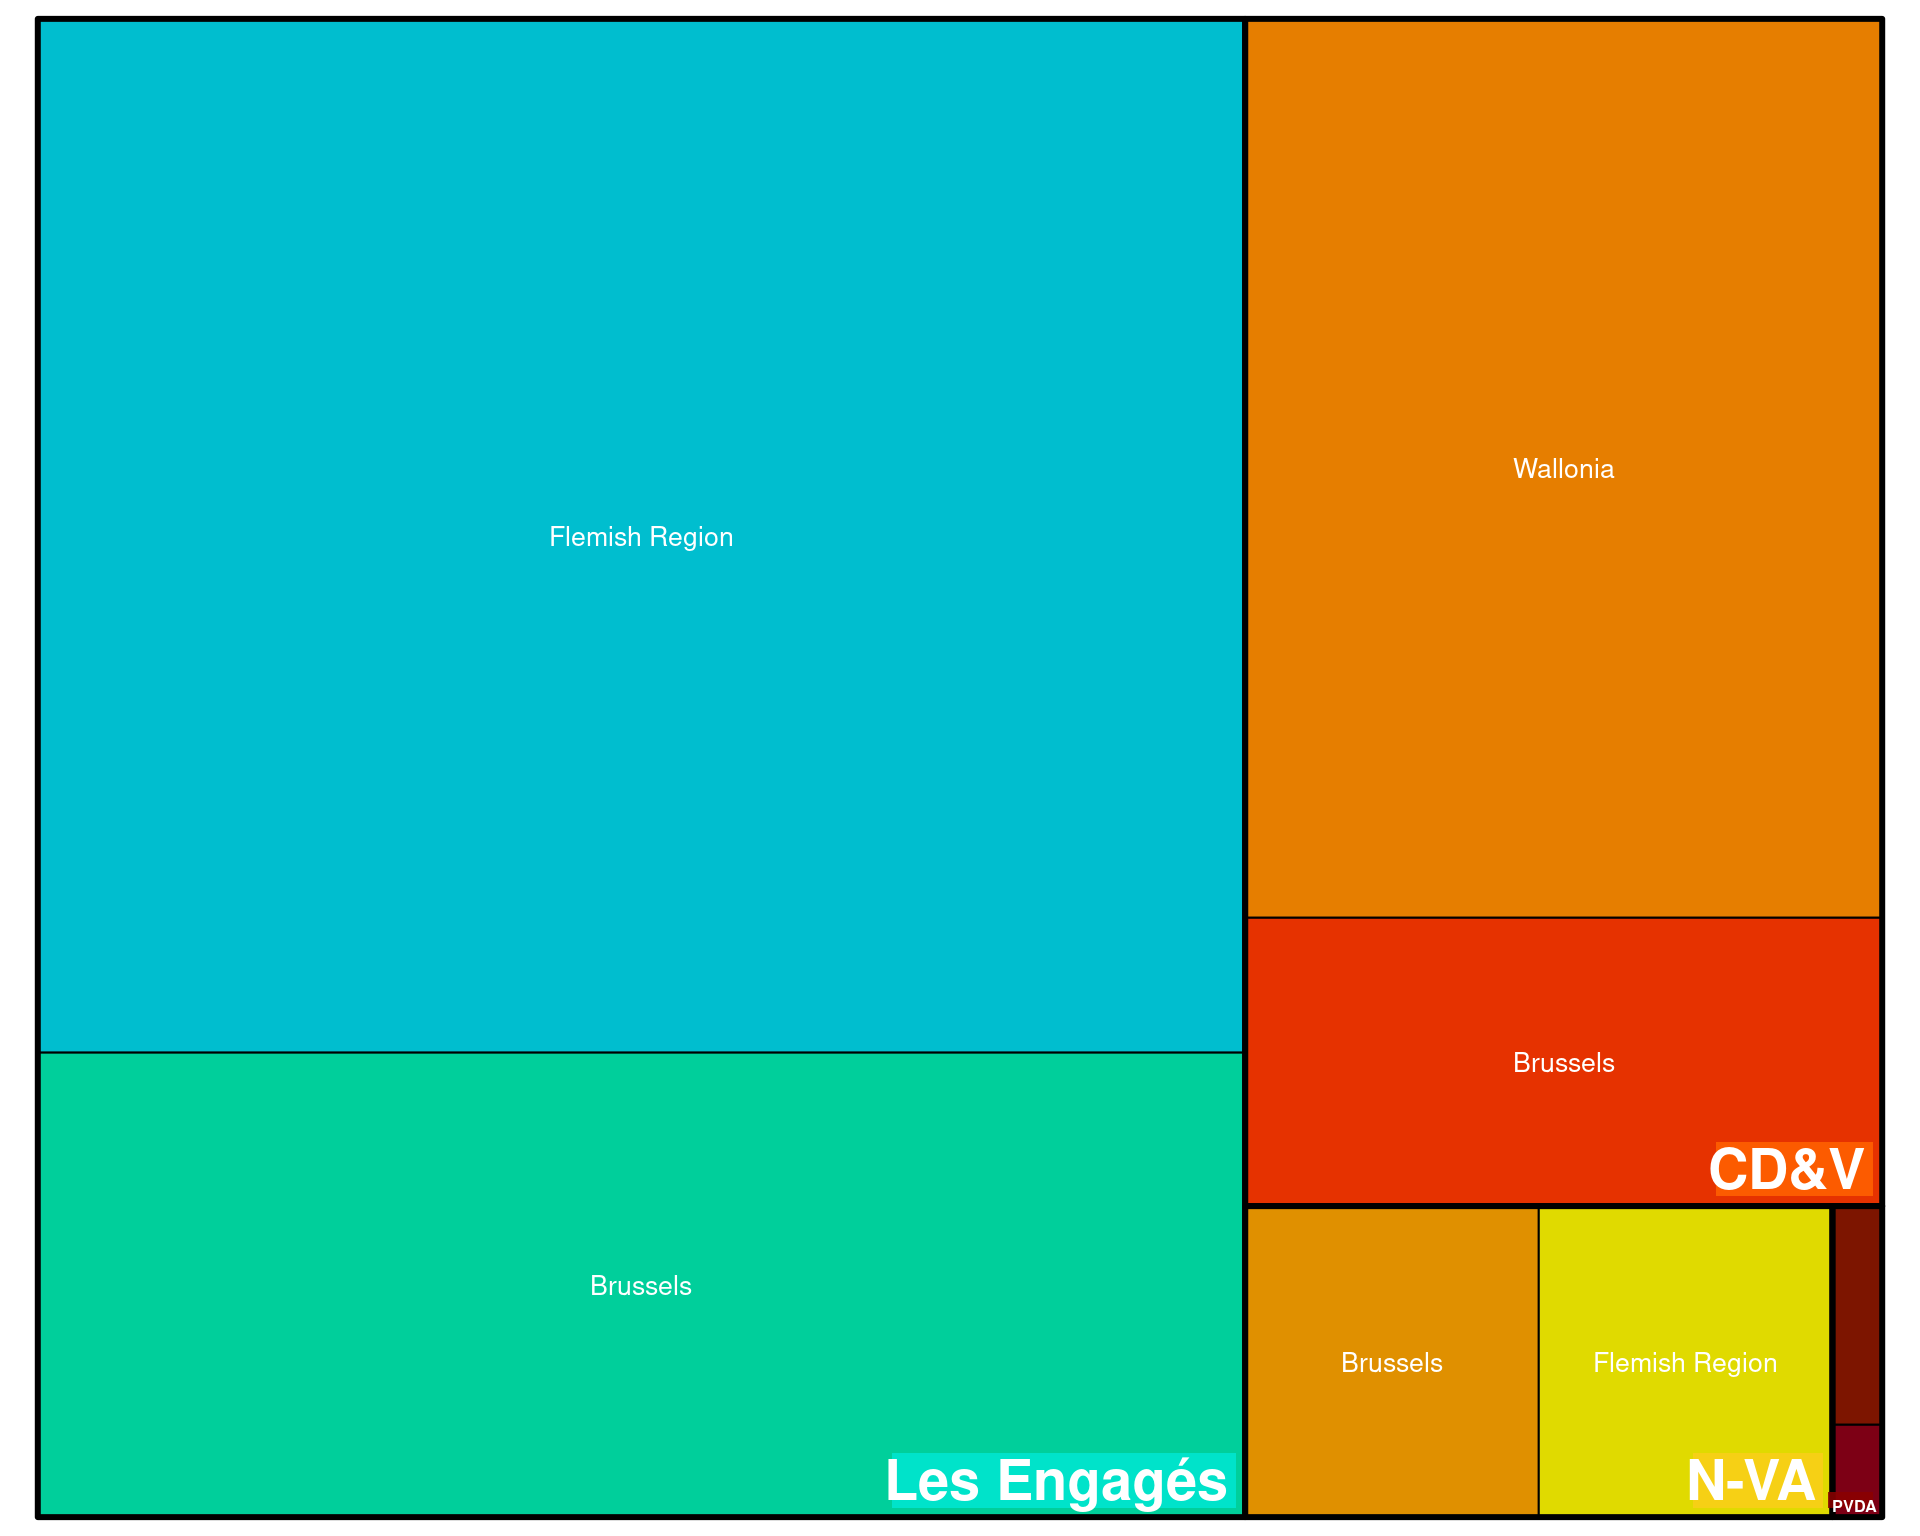 Flemish Region
Brussels
Les Engagés
Wallonia
Brussels
CD&V
Brussels
Flemish Region
N-VA
PVDA